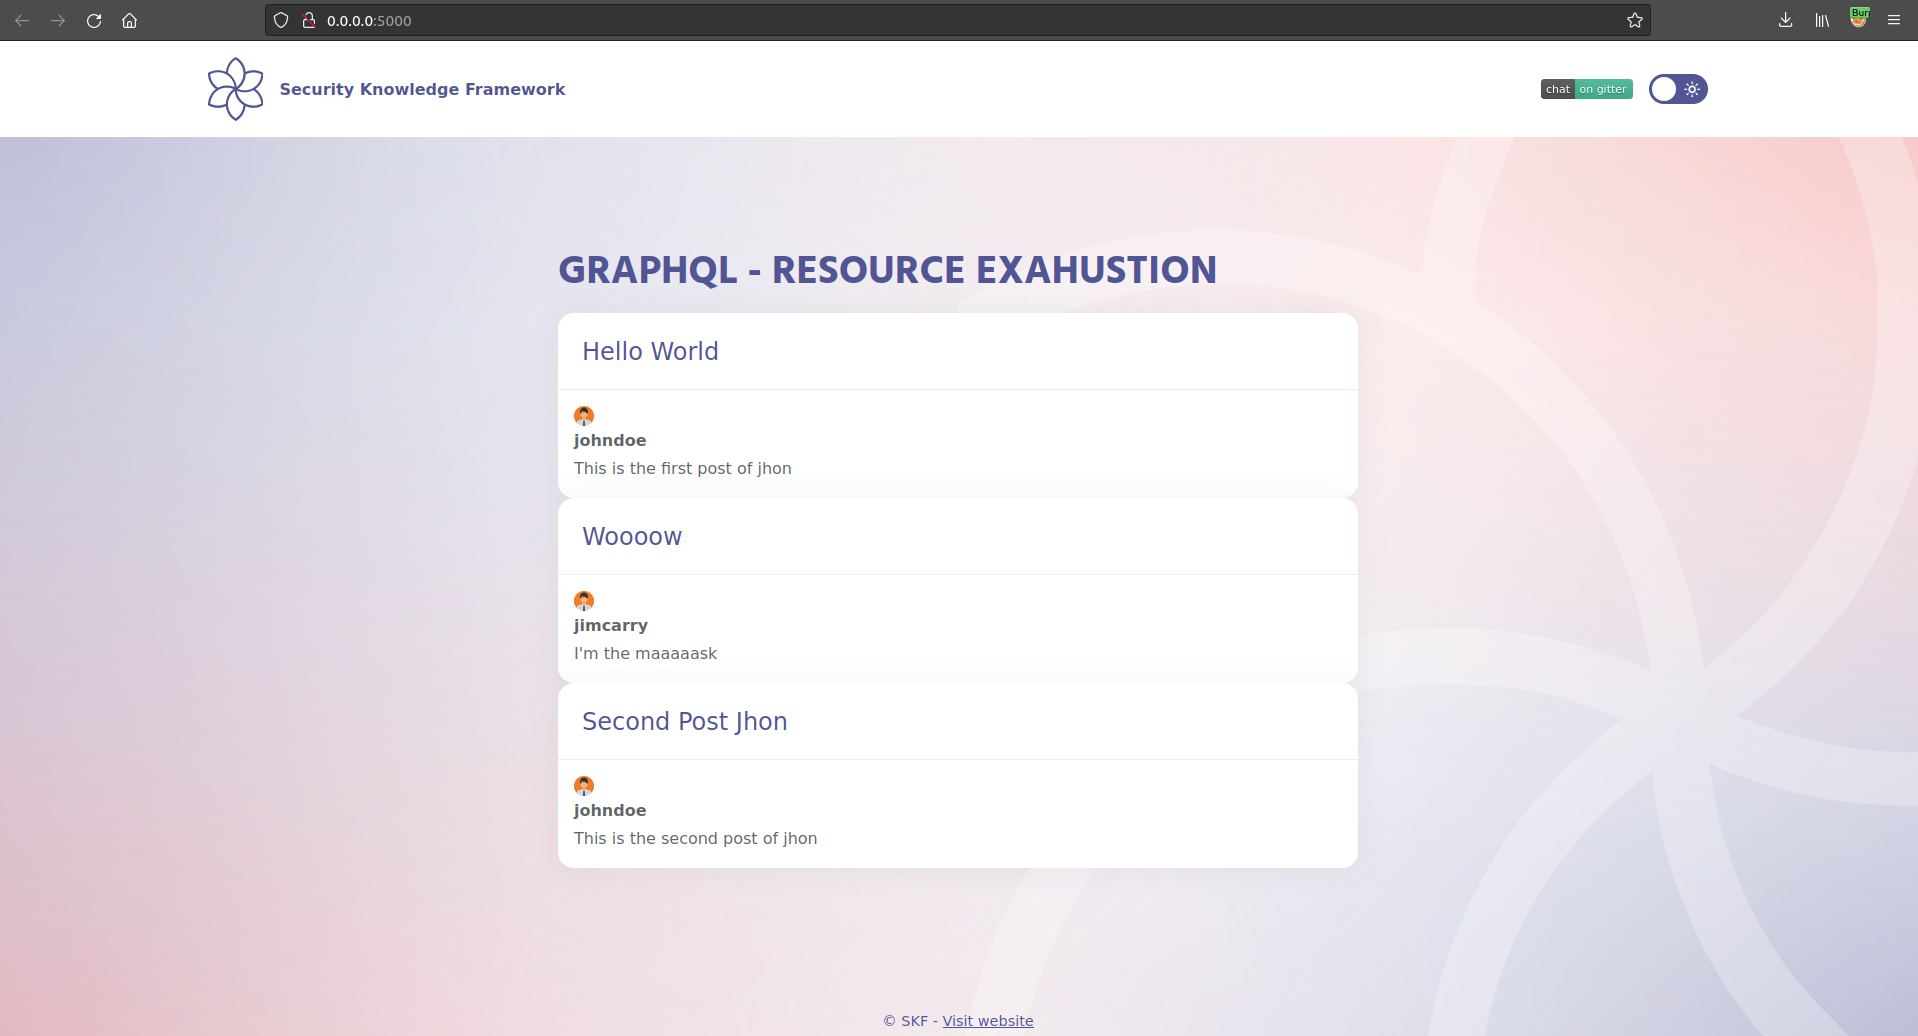 0.0.0.0:5000
Bur
Security Knowledge Framework
chat on gitter
GRAPHQL - RESOURCE EXAHUSTION
Hello World
johndoe
This is the first post of jhon
Woooow
jimcarry
I'm the maaaaask
Second Post Jhon
johndoe
This is the second post of jhon
© SKF - Visit website